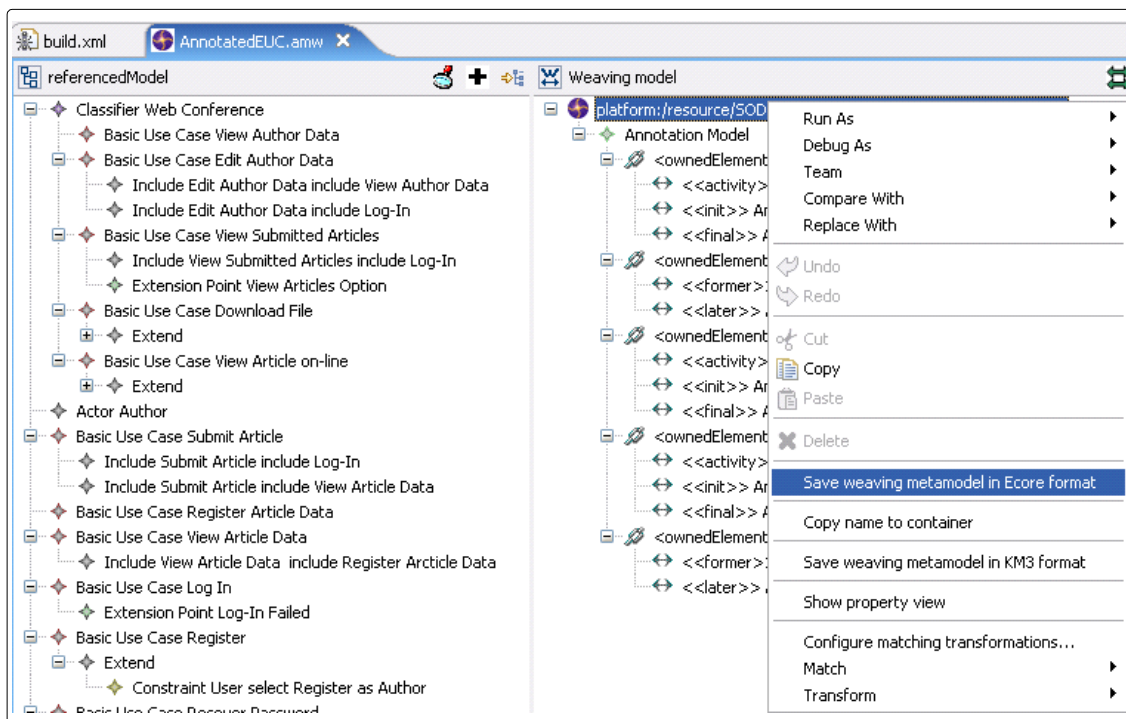 build.xml
AnnotatedEUC.amw
referencedModel
Classifier Web Conference
Basic Use Case View Author Data
Basic Use Case Edit Author Data
Include Edit Author Data include View Author Data
Include Edit Author Data include Log-In
Basic Use Case View Submitted Articles
Include View Submitted Articles include Log-In
Extension Point View Articles Option
Basic Use Case Download File
Extend
Basic Use Case View Article on-line
Extend
Actor Author
Basic Use Case Submit Article
Include Submit Article include Log-In
Include Submit Article include View Article Data
Basic Use Case Register Article Data
Basic Use Case View Article Data
Include View Article Data include Register Arcticle Data
Basic Use Case Log In
Extension Point Log-In Failed
Basic Use Case Register
Extend
Constraint User select Register as Author
Basic Use Case Recover Password
Weaving model
platform:/resource/SOD
Annotation Model
<ownedElement
<<activity>
<<init>> An
<<final>> A
<ownedElement
<<former>
<<later>>
<ownedElement
<<activity>
<<init>> An
<<final>> A
<ownedElement
<<activity>
<<init>> An
<<final>> A
<ownedElement
<<former>
<<later>>
Run As
Debug As
Team
Compare With
Replace With
Undo
Redo
Cut
Copy
Paste
Delete
Save weaving metamodel in Ecore format
Copy name to container
Save weaving metamodel in KM3 format
Show property view
Configure matching transformations...
Match
Transform